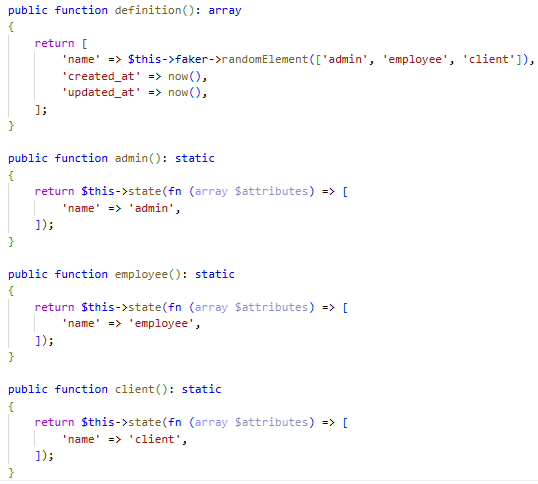 public function definition(): array
{
    return [
        'name' => $this->faker->randomElement(['admin', 'employee', 'client']),
        'created_at' => now(),
        'updated_at' => now(),
    ];
}

public function admin(): static
{
    return $this->state(fn (array $attributes) => [
        'name' => 'admin',
    ]);
}

public function employee(): static
{
    return $this->state(fn (array $attributes) => [
        'name' => 'employee',
    ]);
}

public function client(): static
{
    return $this->state(fn (array $attributes) => [
        'name' => 'client',
    ]);
}